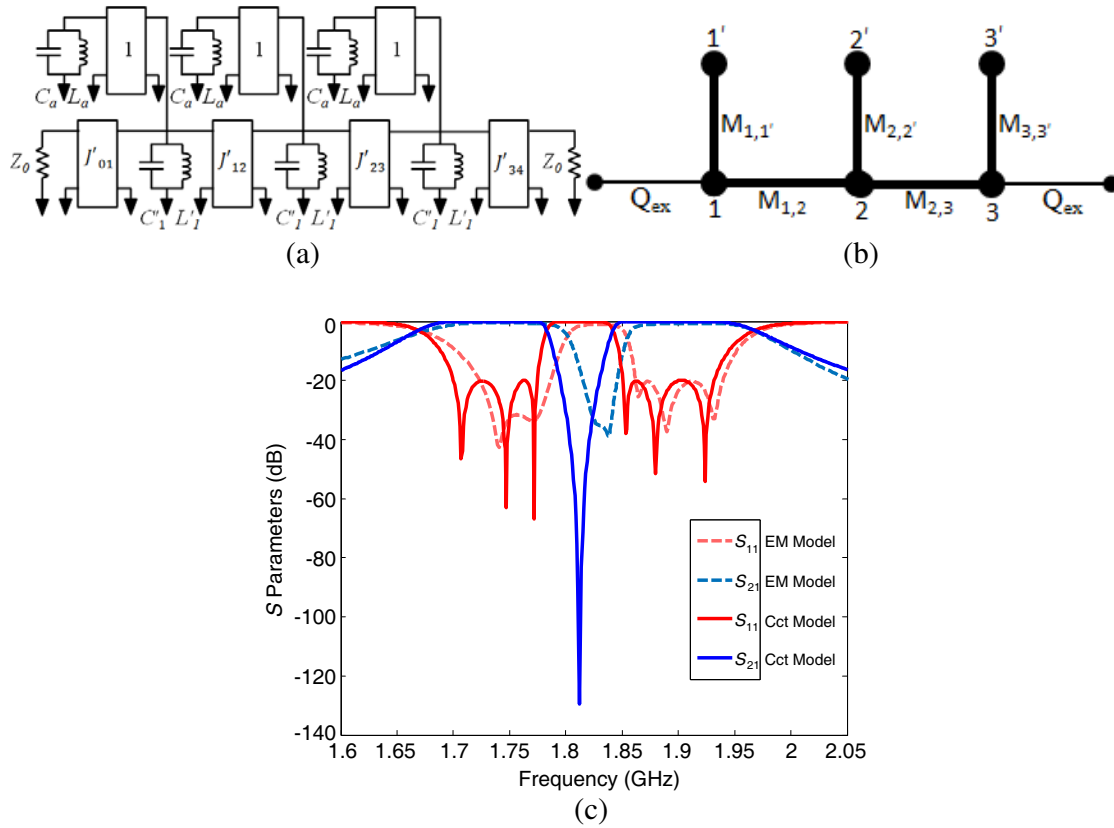 1 1 1
C_a L_a C_a L_a C_a L_a
Z_0 J'_01 J'_12 J'_23 J'_34 Z_0
C''_1 L'_1 C''_1 L'_1 C''_1 L'_1
(a)
1' 2' 3'
M_1,1' M_2,2' M_3,3'
Q_ex 1 M_1,2 2 M_2,3 3 Q_ex
(b)
S Parameters (dB)
0
-20
-40
-60
-80
-100
-120
-140
S_11 EM Model
S_21 EM Model
S_11 Cct Model
S_21 Cct Model
1.6 1.65 1.7 1.75 1.8 1.85 1.9 1.95 2 2.05
Frequency (GHz)
(c)